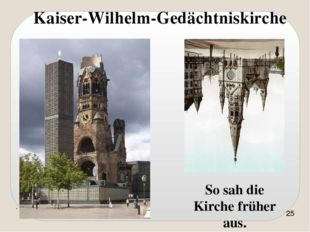 Kaiser-Wilhelm-Gedächtniskirche
So sah die
Kirche früher
aus.
25